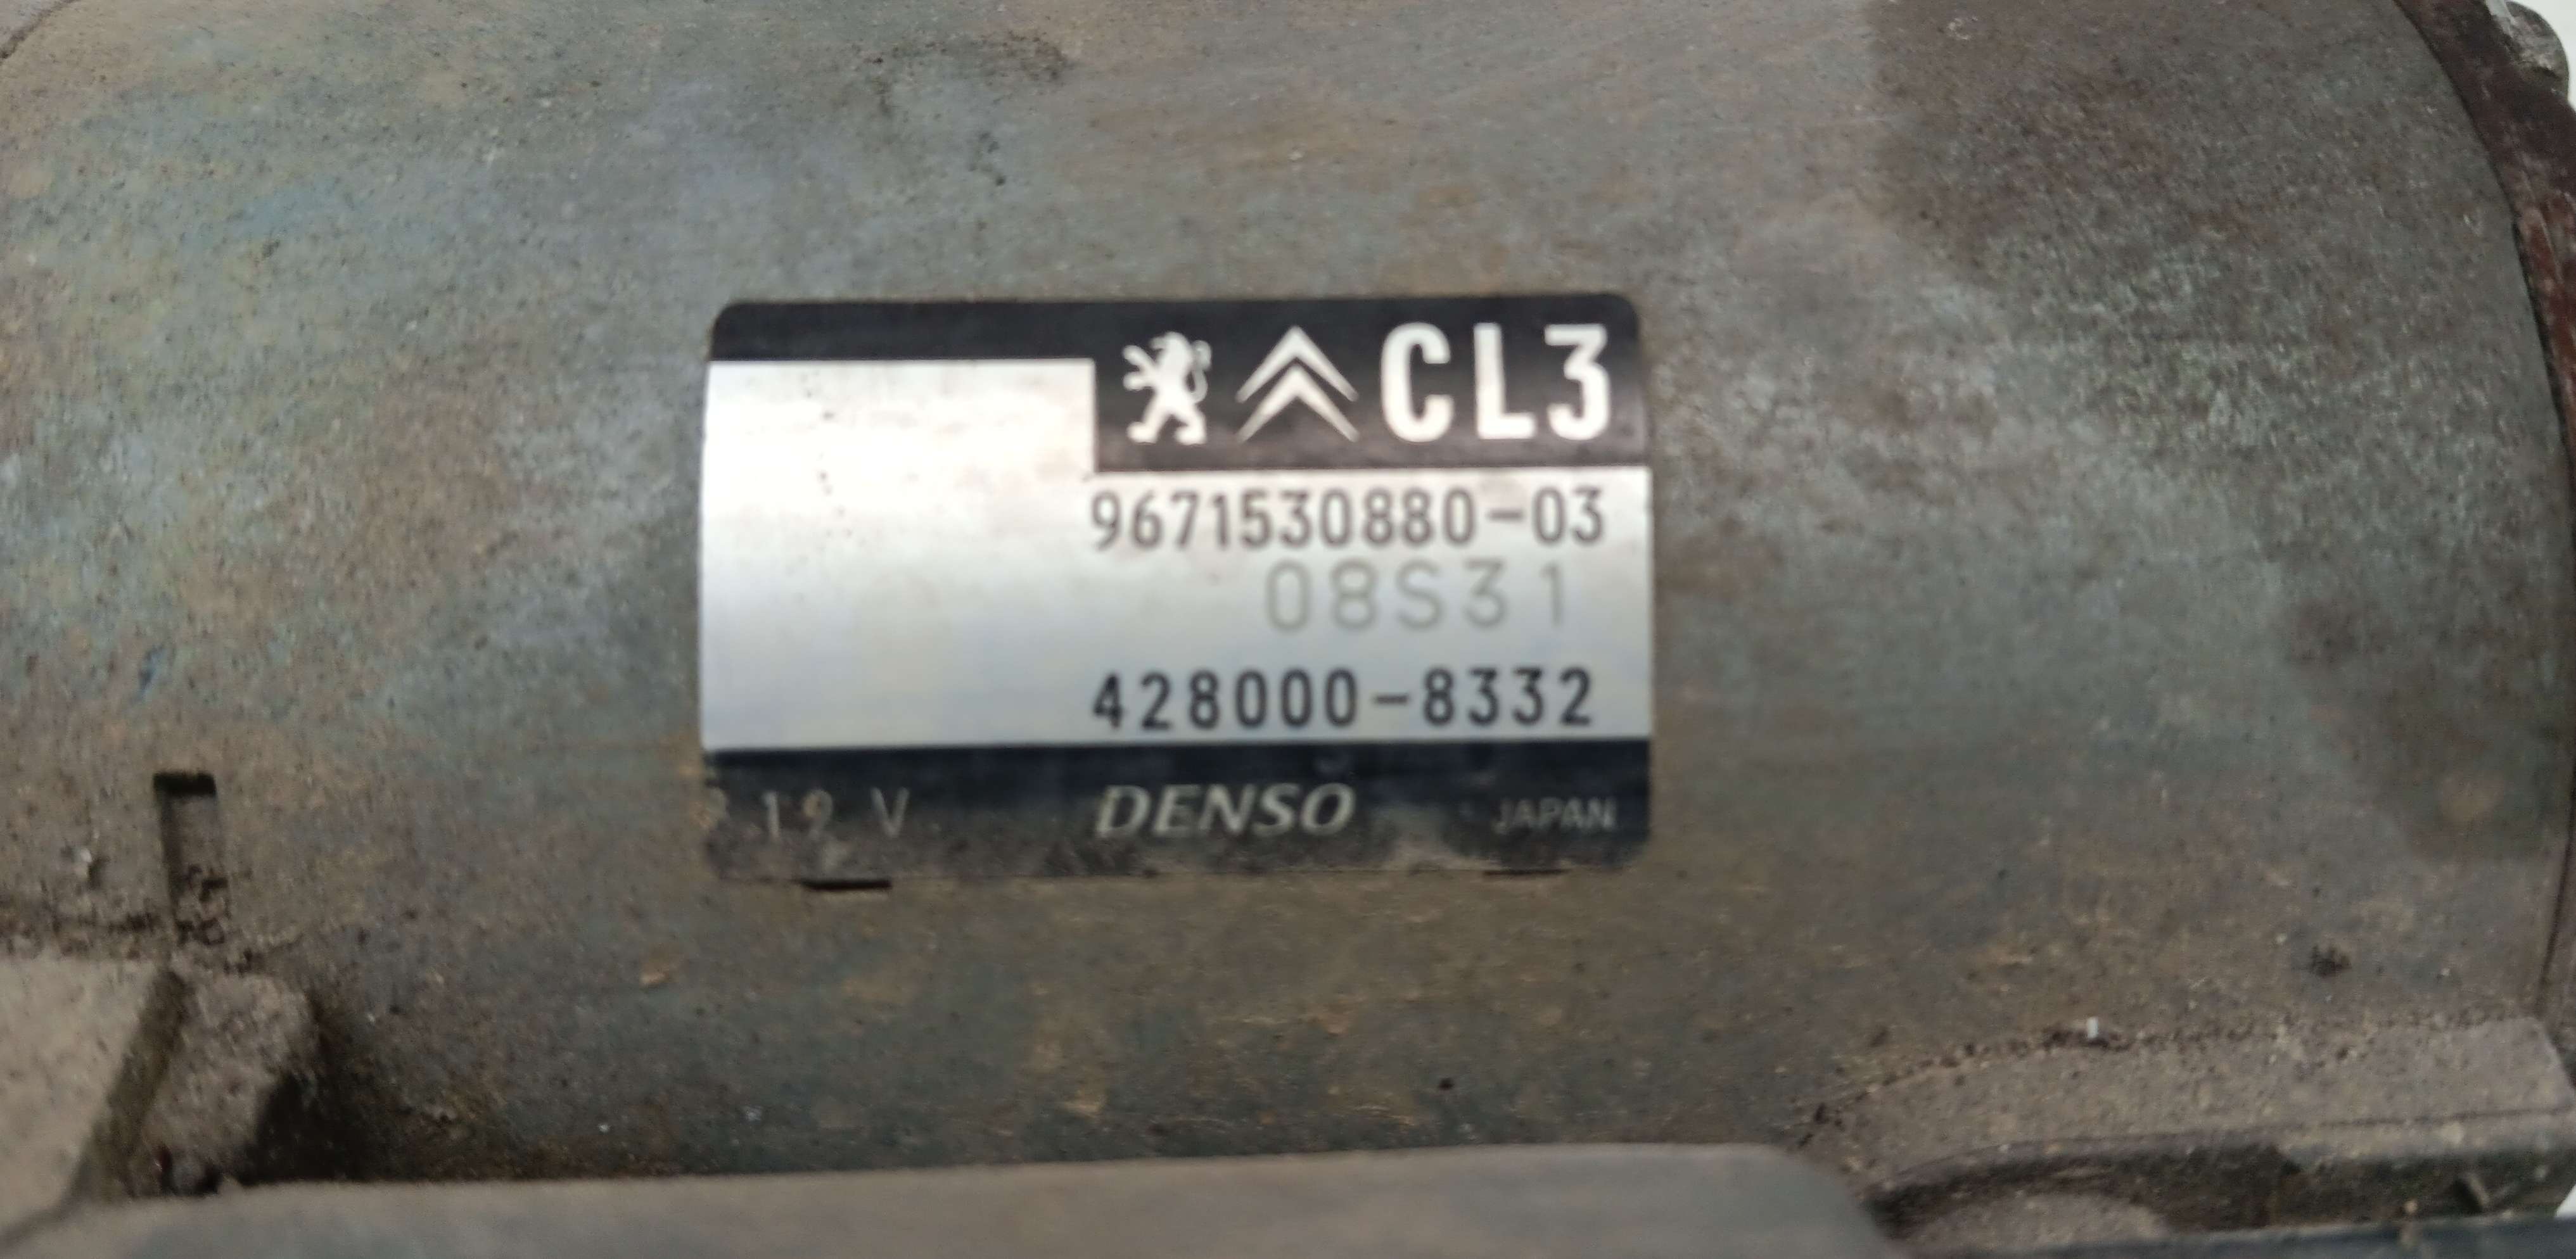 CL3
9671530880-03
08S31
428000-8332
DENSO JAPAN